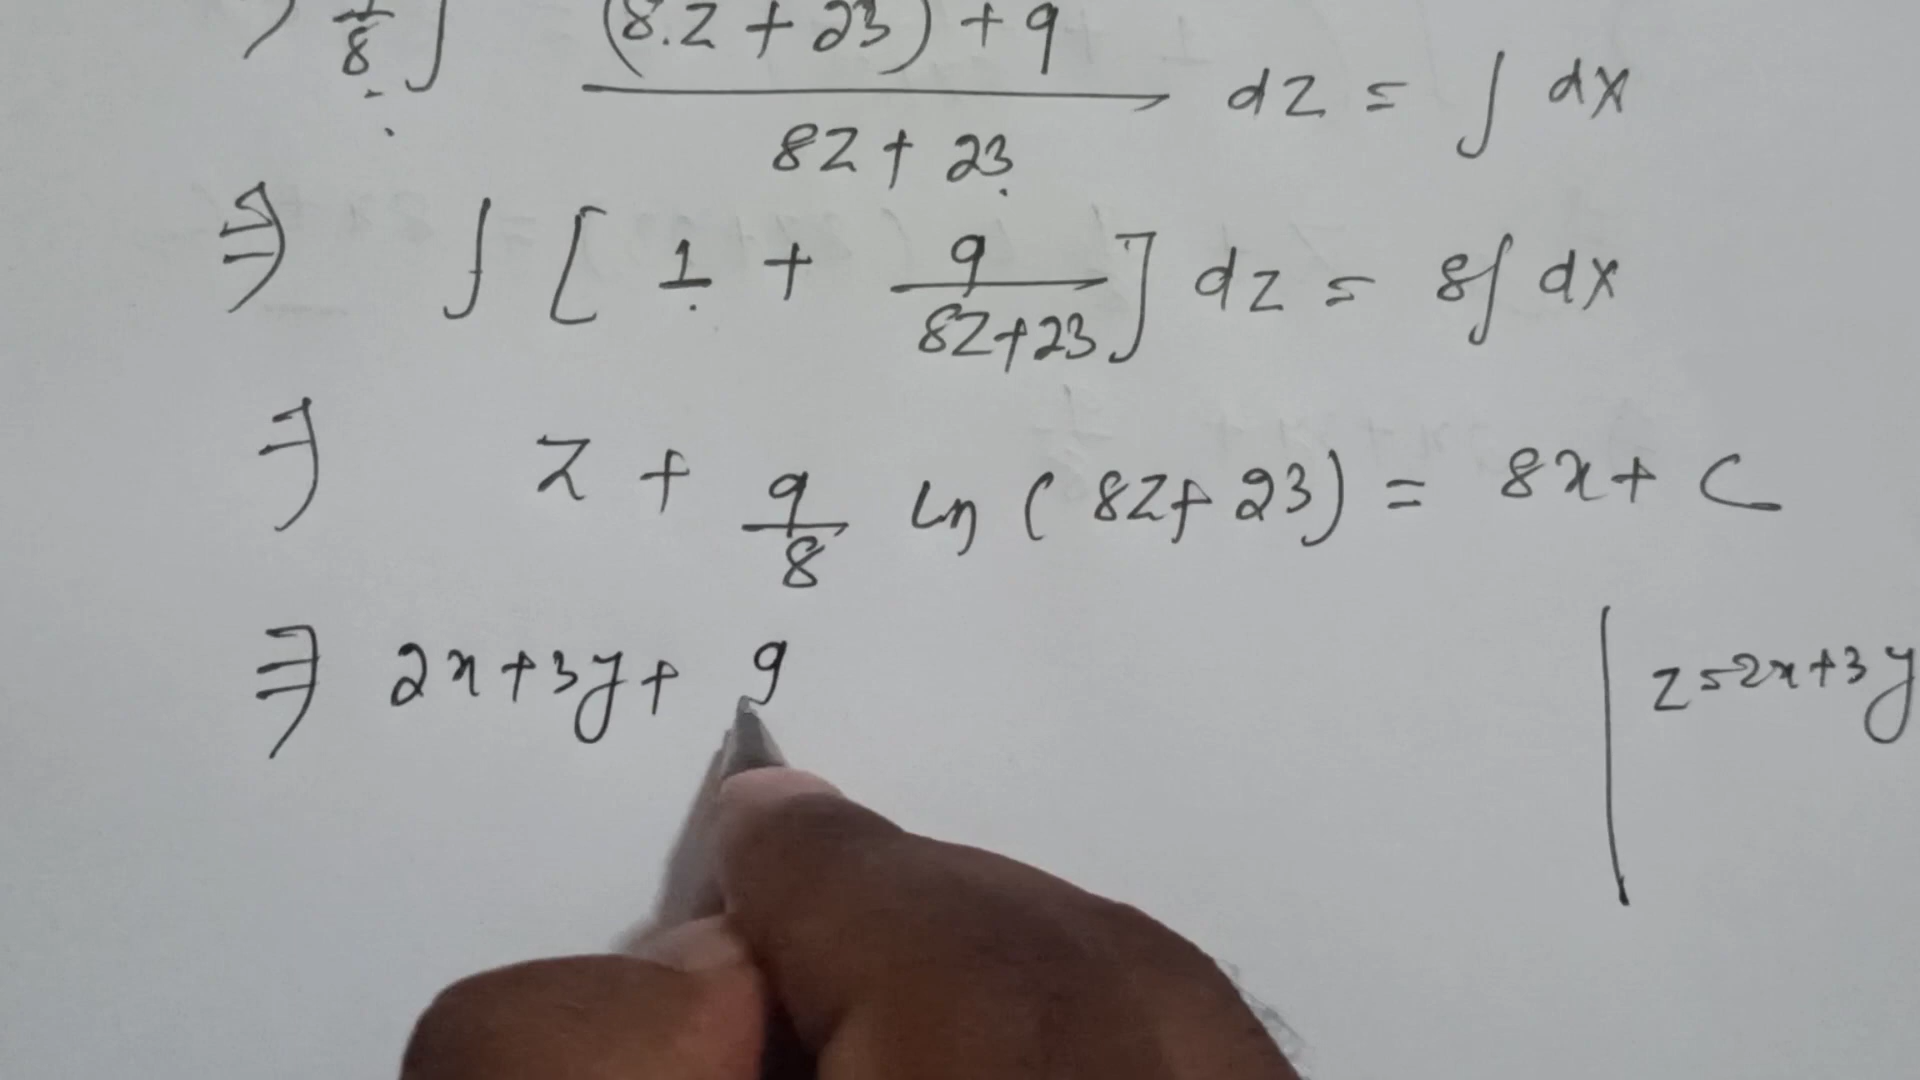 ⇒ 1/8 ∫ ((8.z + 23) + 9)/(8z + 23) dz = ∫ dx
⇒ ∫ [1 + 9/(8z+23)] dz = 8∫ dx
⇒ z + 9/8 ln(8z+23) = 8x + c
⇒ 2x+3y+ 9
z=2x+3y